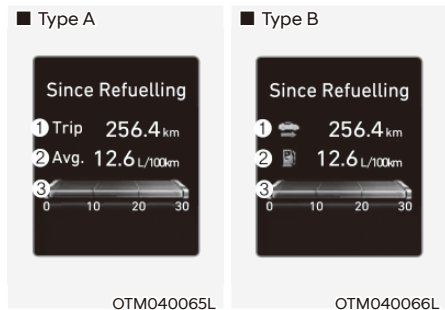 ■ Type A
Since Refuelling
1 Trip 256.4 km
2 Avg. 12.6 L/100km
3
0 10 20 30
OTM040065L
■ Type B
Since Refuelling
1 256.4 km
2 12.6 L/100km
3
0 10 20 30
OTM040066L